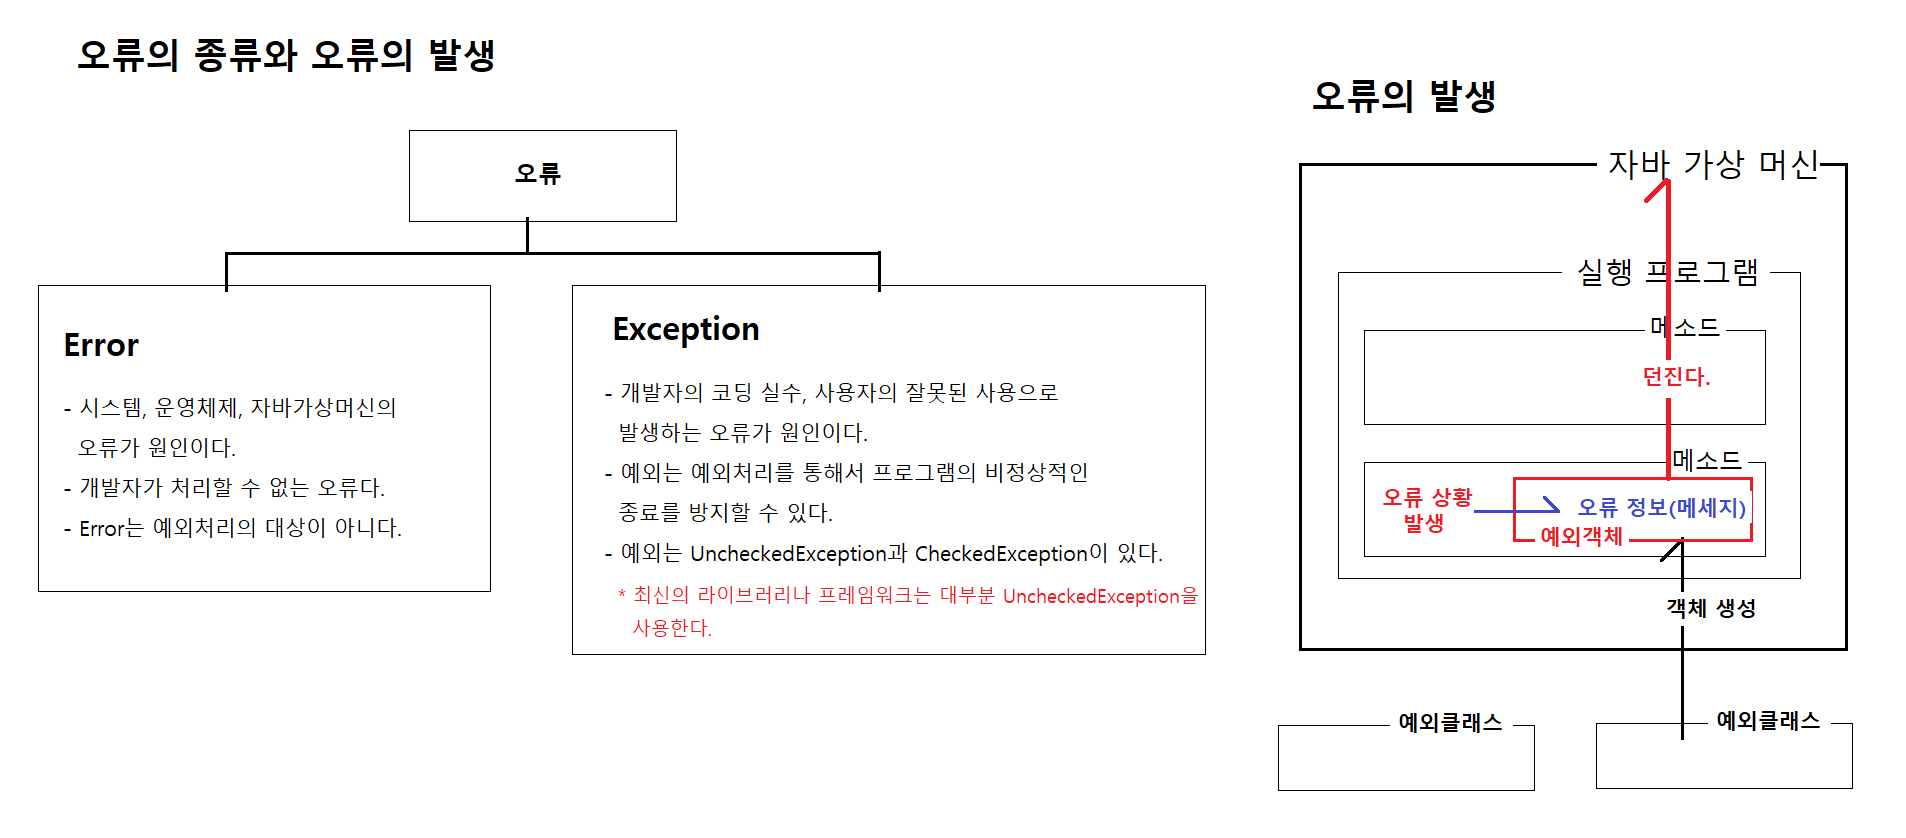 오류의 종류와 오류의 발생
오류
Error
- 시스템, 운영체제, 자바가상머신의
오류가 원인이다.
- 개발자가 처리할 수 없는 오류다.
- Error는 예외처리의 대상이 아니다.
Exception
- 개발자의 코딩 실수, 사용자의 잘못된 사용으로
발생하는 오류가 원인이다.
- 예외는 예외처리를 통해서 프로그램의 비정상적인
종료를 방지할 수 있다.
- 예외는 UncheckedException과 CheckedException이 있다.
* 최신의 라이브러리나 프레임워크는 대부분 UncheckedException을
사용한다.
오류의 발생
자바 가상 머신
실행 프로그램
메소드
던진다.
메소드
오류 상황
발생
오류 정보(메세지)
예외객체
객체 생성
예외클래스
예외클래스